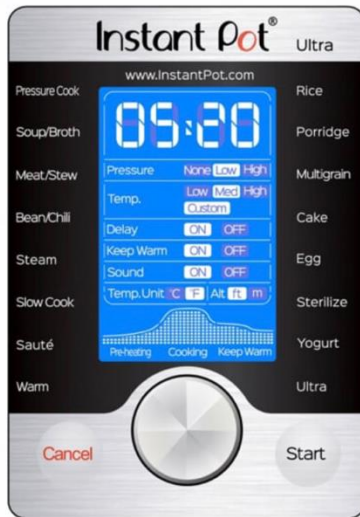 Instant Pot® Ultra
www.InstantPot.com
Pressure Cook
Soup/Broth
Meat/Stew
Bean/Chili
Steam
Slow Cook
Sauté
Warm
05:20
Pressure None Low High
Temp. Low Med High
Custom
Delay ON OFF
Keep Warm ON OFF
Sound ON OFF
Temp.Unit °C °F Alt ft m
Pre-heating Cooking Keep Warm
Rice
Porridge
Multigrain
Cake
Egg
Sterilize
Yogurt
Ultra
Cancel
Start